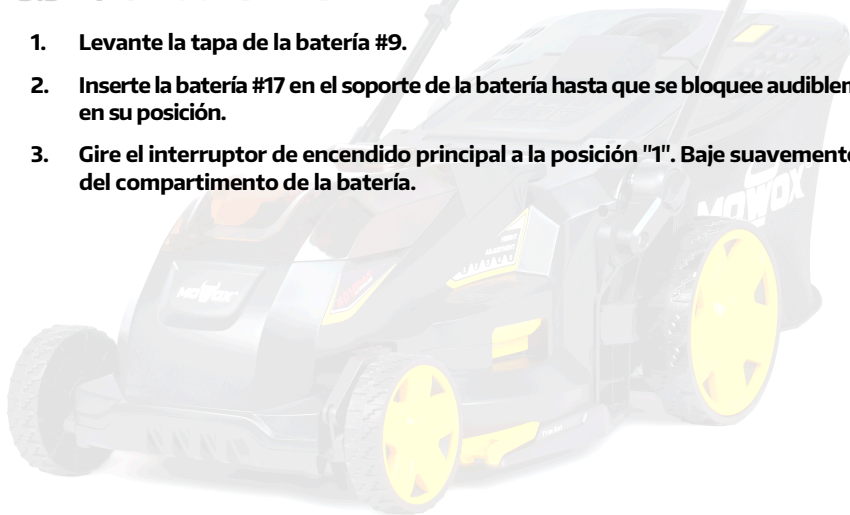 1. Levante la tapa de la batería #9.
2. Inserte la batería #17 en el soporte de la batería hasta que se bloquee
en su posición.
3. Gire el interruptor de encendido principal a la posición "1". Baje suavemente
del compartimento de la batería.
MOWOX
MOWOX